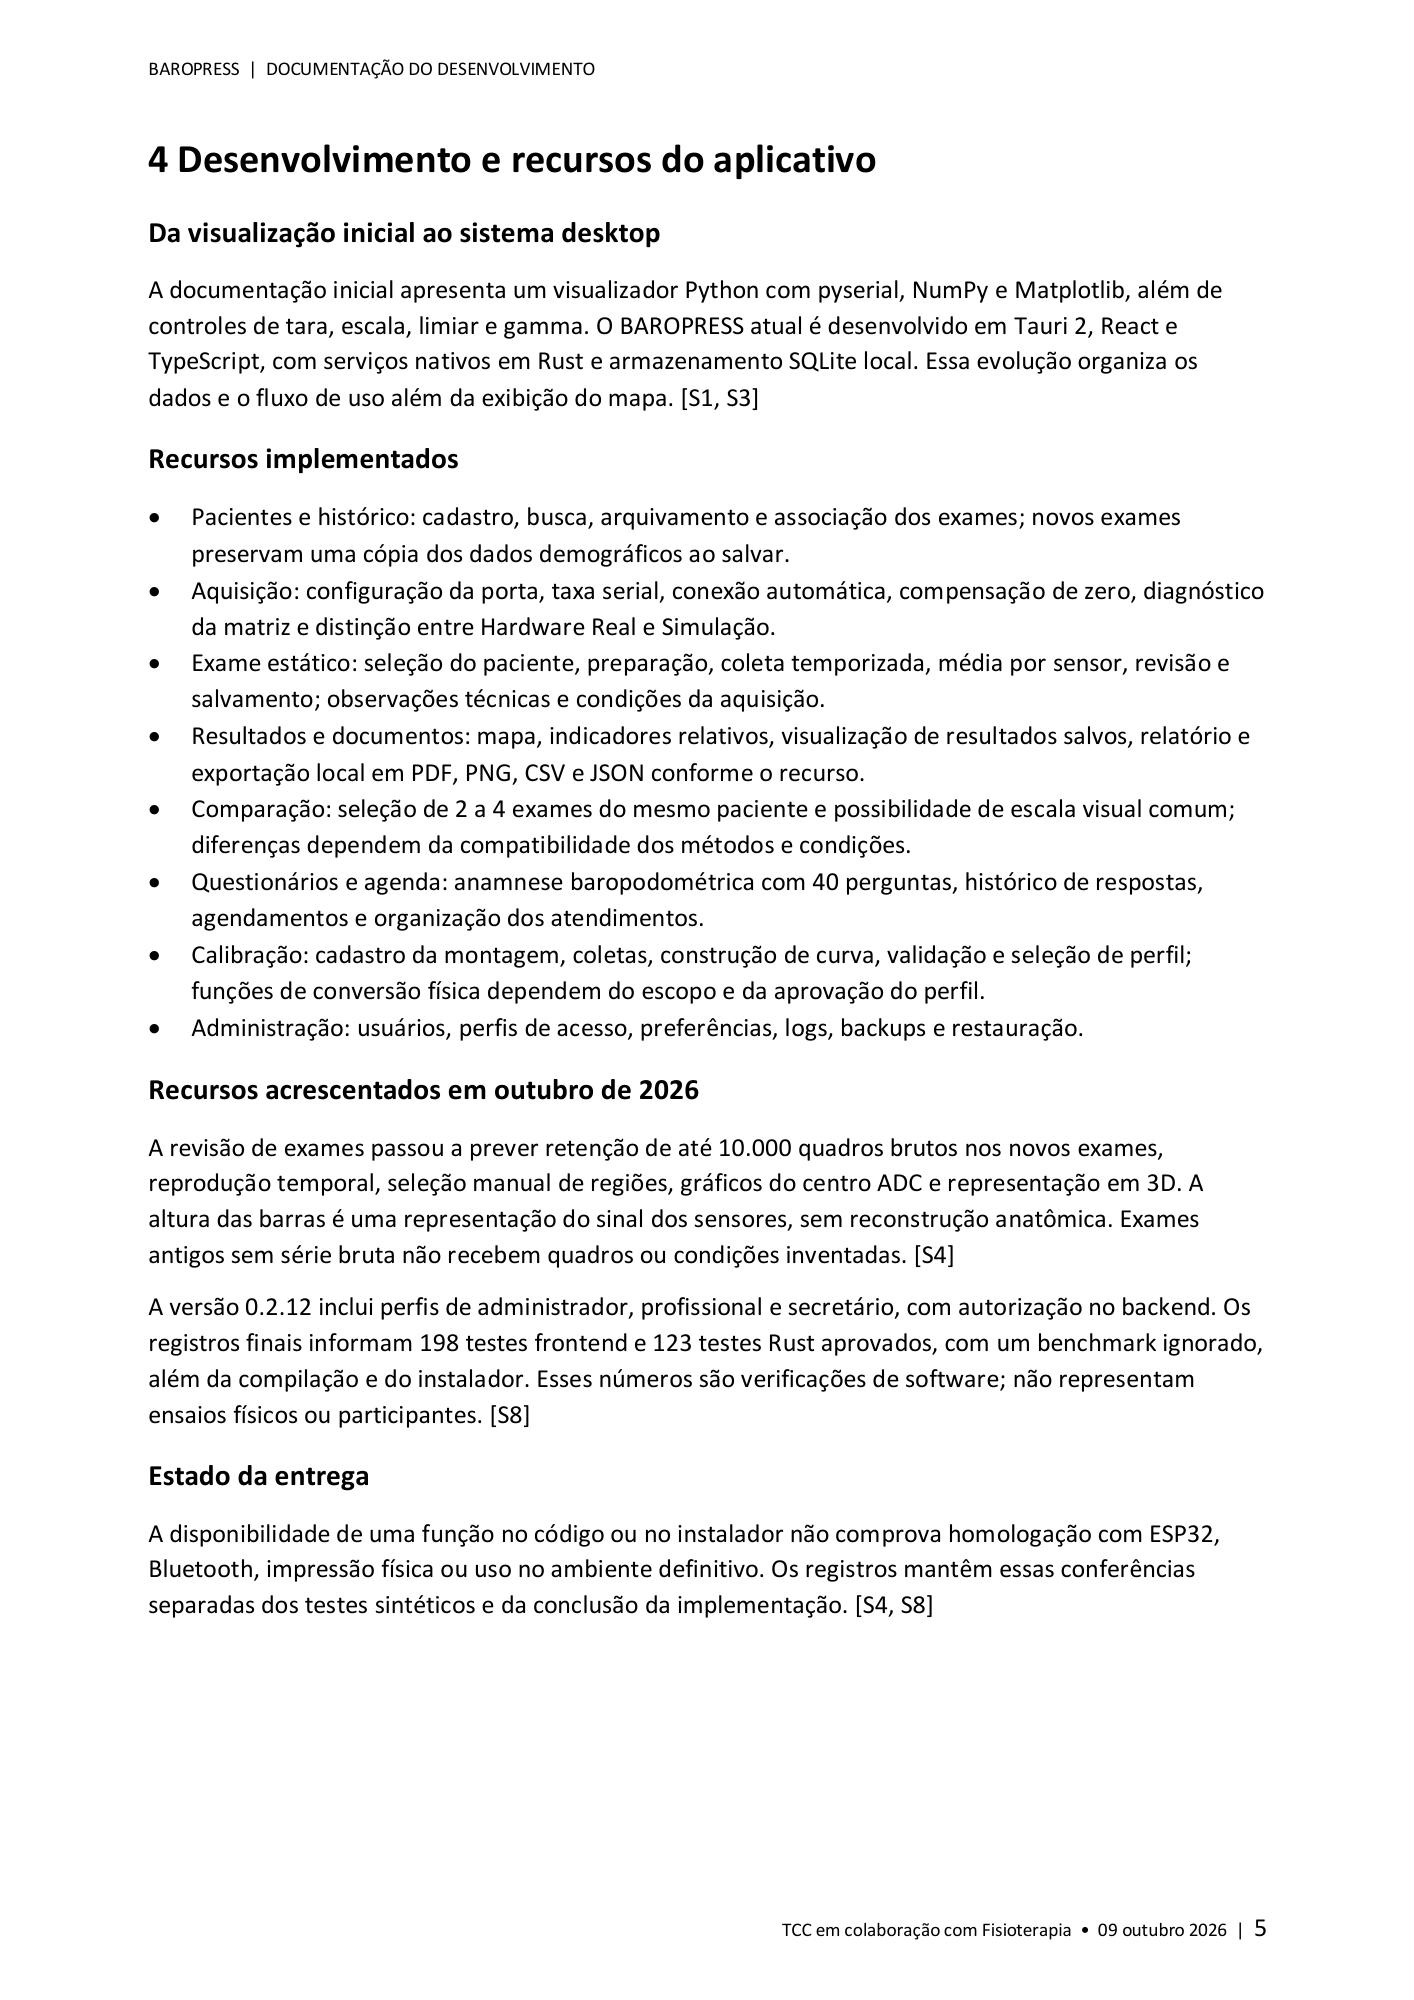 BAROPRESS | DOCUMENTAÇÃO DO DESENVOLVIMENTO
4 Desenvolvimento e recursos do aplicativo
Da visualização inicial ao sistema desktop
A documentação inicial apresenta um visualizador Python com pyserial, NumPy e Matplotlib, além de
controles de tara, escala, limiar e gamma. O BAROPRESS atual é desenvolvido em Tauri 2, React e
TypeScript, com serviços nativos em Rust e armazenamento SQLite local. Essa evolução organiza os
dados e o fluxo de uso além da exibição do mapa. [S1, S3]
Recursos implementados
• Pacientes e histórico: cadastro, busca, arquivamento e associação dos exames; novos exames
preservam uma cópia dos dados demográficos ao salvar.
• Aquisição: configuração da porta, taxa serial, conexão automática, compensação de zero, diagnóstico
da matriz e distinção entre Hardware Real e Simulação.
• Exame estático: seleção do paciente, preparação, coleta temporizada, média por sensor, revisão e
salvamento; observações técnicas e condições da aquisição.
• Resultados e documentos: mapa, indicadores relativos, visualização de resultados salvos, relatório e
exportação local em PDF, PNG, CSV e JSON conforme o recurso.
• Comparação: seleção de 2 a 4 exames do mesmo paciente e possibilidade de escala visual comum;
diferenças dependem da compatibilidade dos métodos e condições.
• Questionários e agenda: anamnese baropodométrica com 40 perguntas, histórico de respostas,
agendamentos e organização dos atendimentos.
• Calibração: cadastro da montagem, coletas, construção de curva, validação e seleção de perfil;
funções de conversão física dependem do escopo e da aprovação do perfil.
• Administração: usuários, perfis de acesso, preferências, logs, backups e restauração.
Recursos acrescentados em outubro de 2026
A revisão de exames passou a prever retenção de até 10.000 quadros brutos nos novos exames,
reprodução temporal, seleção manual de regiões, gráficos do centro ADC e representação em 3D. A
altura das barras é uma representação do sinal dos sensores, sem reconstrução anatômica. Exames
antigos sem série bruta não recebem quadros ou condições inventadas. [S4]
A versão 0.2.12 inclui perfis de administrador, profissional e secretário, com autorização no backend. Os
registros finais informam 198 testes frontend e 123 testes Rust aprovados, com um benchmark ignorado,
além da compilação e do instalador. Esses números são verificações de software; não representam
ensaios físicos ou participantes. [S8]
Estado da entrega
A disponibilidade de uma função no código ou no instalador não comprova homologação com ESP32,
Bluetooth, impressão física ou uso no ambiente definitivo. Os registros mantêm essas conferências
separadas dos testes sintéticos e da conclusão da implementação. [S4, S8]
TCC em colaboração com Fisioterapia • 09 outubro 2026 | 5